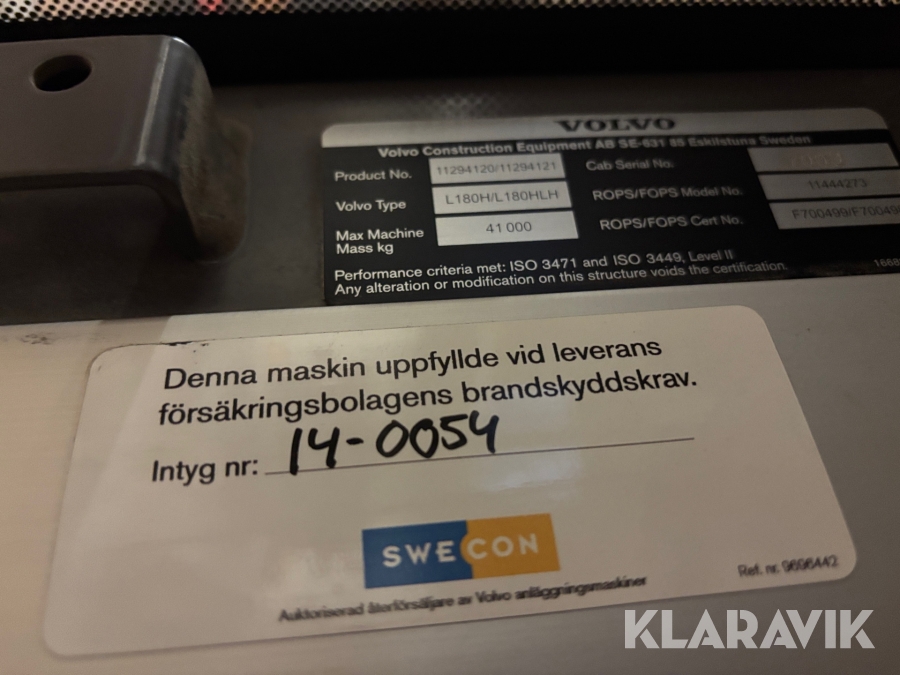 VOLVO
Volvo Construction Equipment AB SE-631 85 Eskilstuna Sweden
Product No. 11294120/11294121 Cab Serial No.
Volvo Type L180H/L180HLH ROPS/FOPS Model No. 11444273
Max Machine Mass kg 41 000 ROPS/FOPS Cert No. F700499/F70049
Performance criteria met: ISO 3471 and ISO 3449, Level II
Any alteration or modification on this structure voids the certification.
Denna maskin uppfyllde vid leverans
försäkringsbolagens brandskyddskrav.
Intyg nr: 14-0054
SWECON
Auktoriserad återförsäljare av Volvo anläggningsmaskiner
Ref. nr. 9696442
KLARAVIK